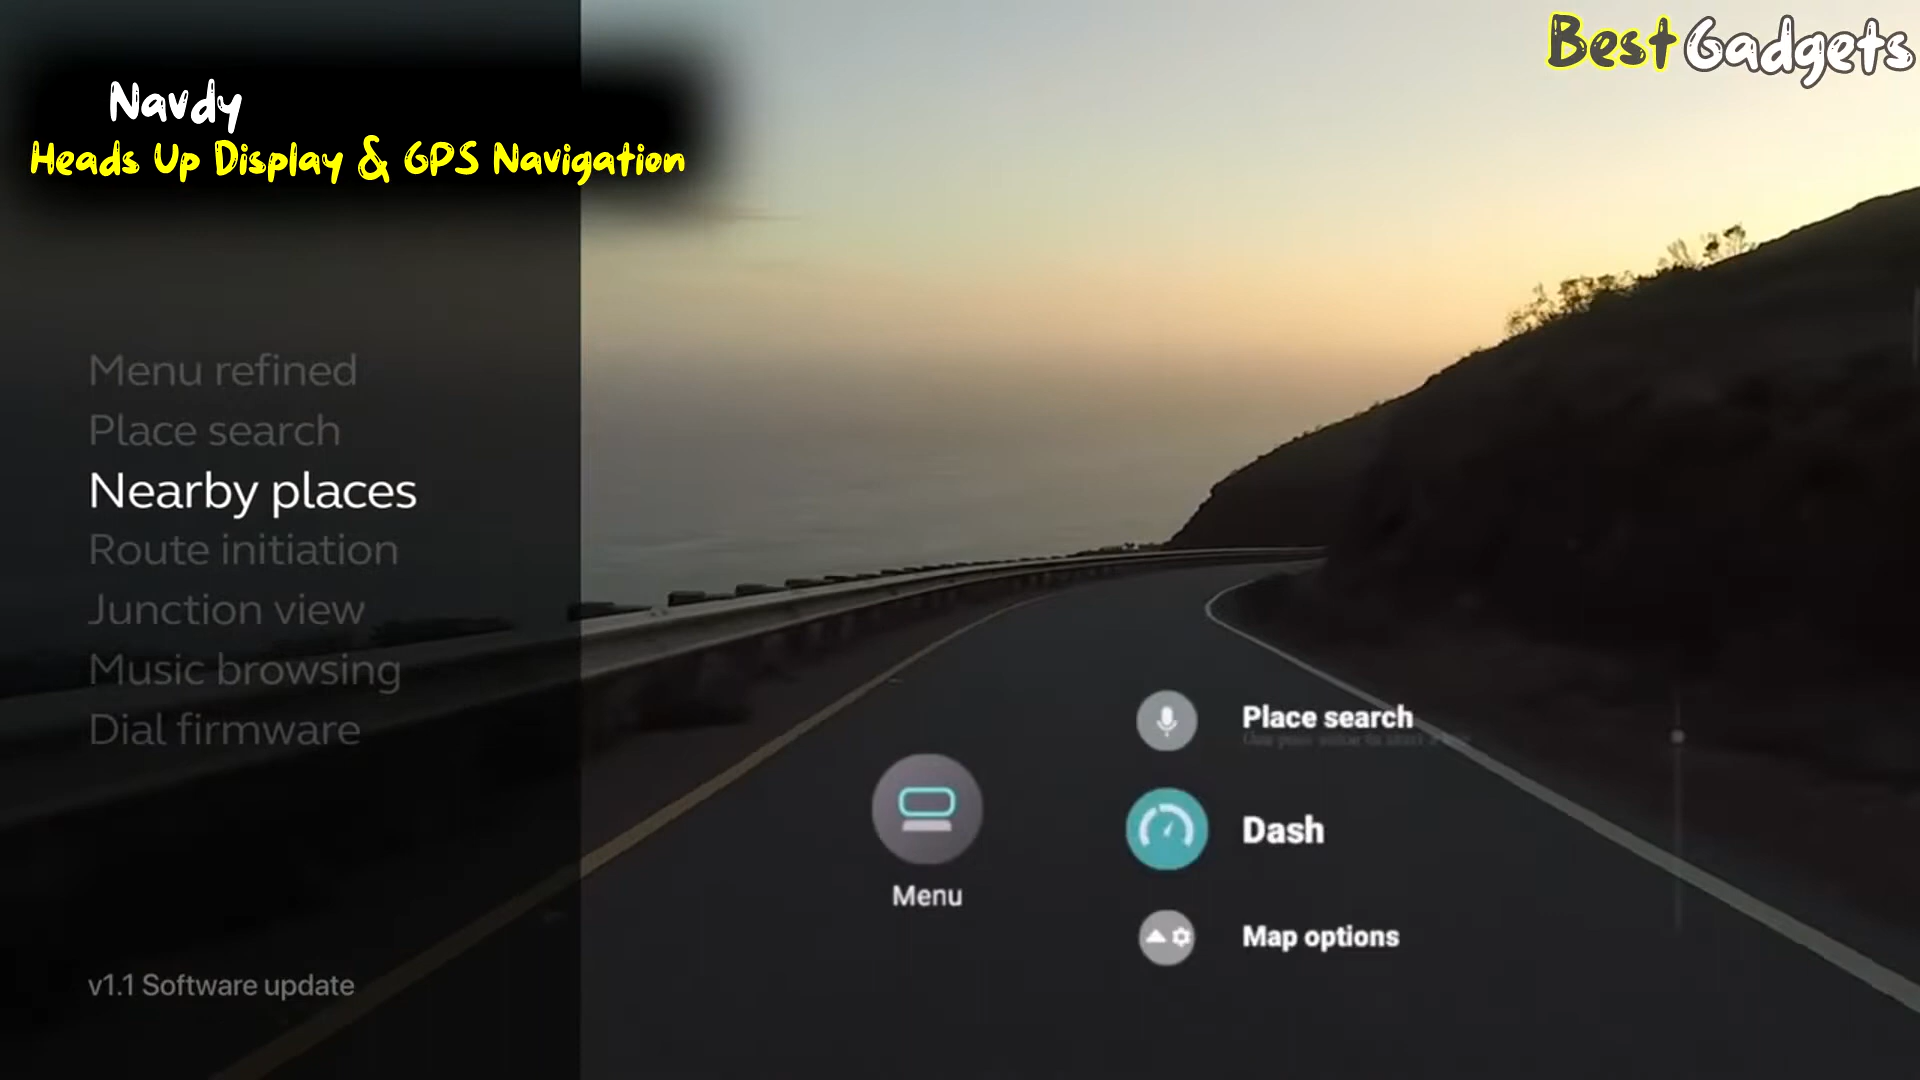 Navdy
Heads Up Display & GPS Navigation
Best Gadgets
Menu refined
Place search
Nearby places
Route initiation
Junction view
Music browsing
Dial firmware
v1.1 Software update
Menu
Place search
Dash
Map options